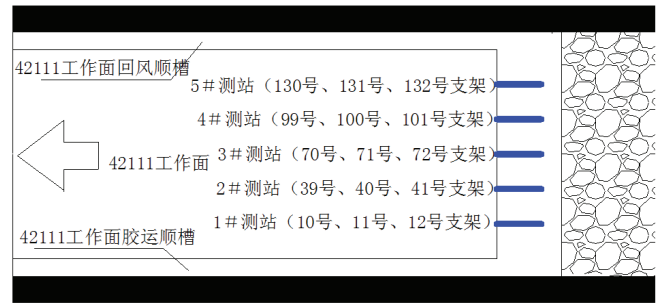 42111工作面回风顺槽
5#测站（130号、131号、132号支架）
4#测站（99号、100号、101号支架）
3#测站（70号、71号、72号支架）
42111工作面
2#测站（39号、40号、41号支架）
1#测站（10号、11号、12号支架）
42111工作面胶运顺槽